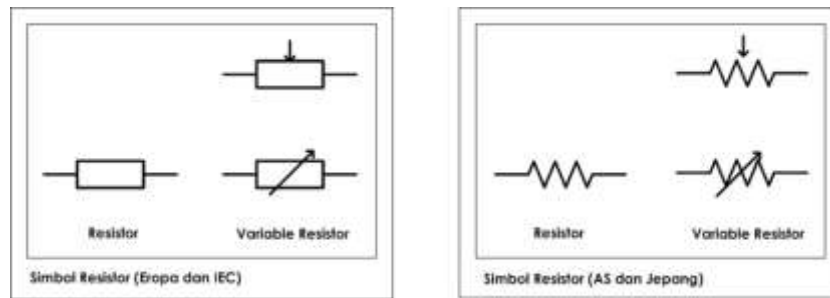 Resistor Variable Resistor
Simbol Resistor (Eropa dan IEC)
Resistor Variable Resistor
Simbol Resistor (AS dan Jepang)